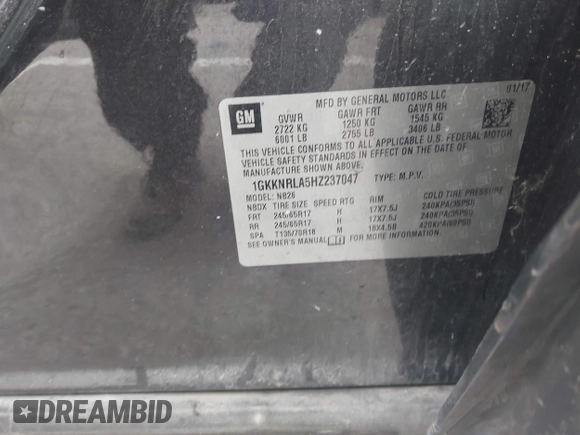 GM
MFD BY GENERAL MOTORS LLC
01/17
GVWR GAWR FRT GAWR RR
2722 KG 1250 KG 1545 KG
6001 LB 2755 LB 3406 LB
THIS VEHICLE CONFORMS TO ALL APPLICABLE U.S. FEDERAL MOTOR
VEHICLE SAFETY STANDARDS IN EFFECT ON THE DATE OF
MANUFACTURE SHOWN ABOVE.
1GKKNRLA5HZ237047 TYPE: M.P.V.
MODEL: NB26
NBDX TIRE SIZE SPEED RTG RIM COLD TIRE PRESSURE
FRT 245/65R17 H 17X7.5J 240KPA(35PSI)
RR 245/65R17 H 17X7.5J 240KPA(35PSI)
SPA T135/70R18 M 18X4.5B 420KPA(60PSI)
SEE OWNER'S MANUAL FOR MORE INFORMATION.
DREAMBID